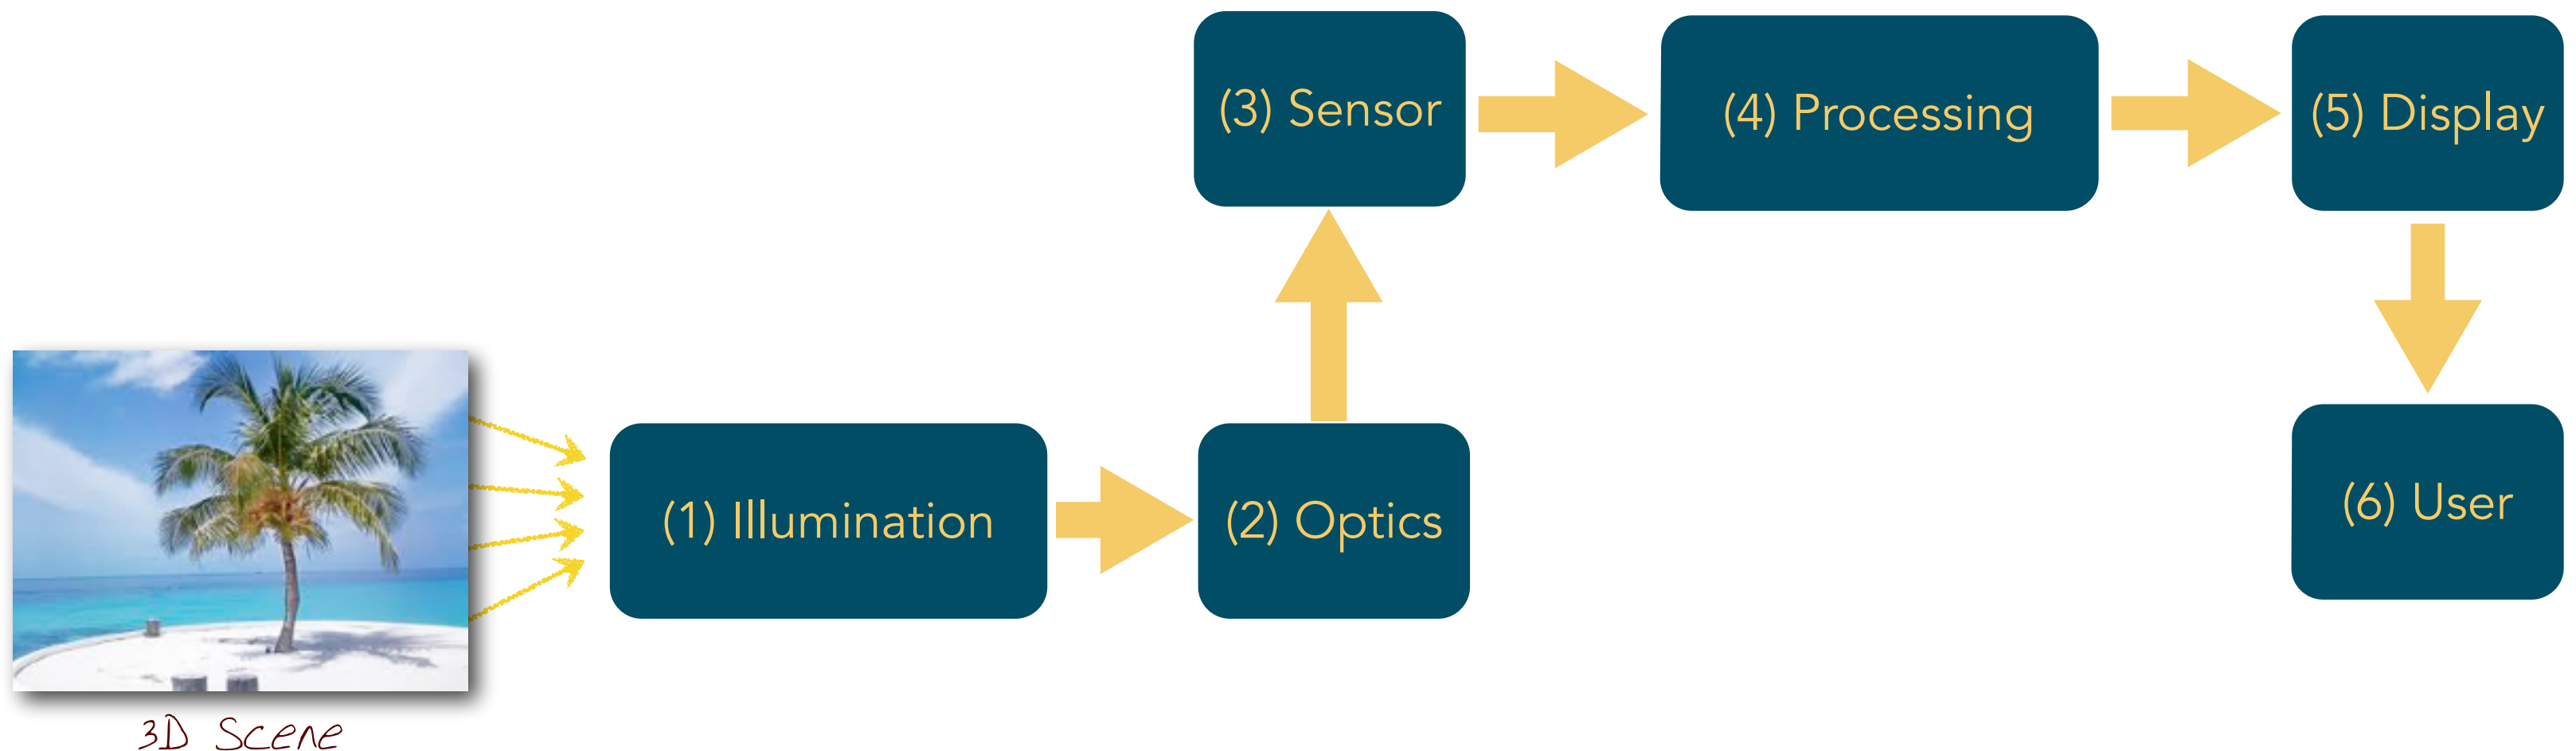 3D Scene
(1) Illumination
(2) Optics
(3) Sensor
(4) Processing
(5) Display
(6) User